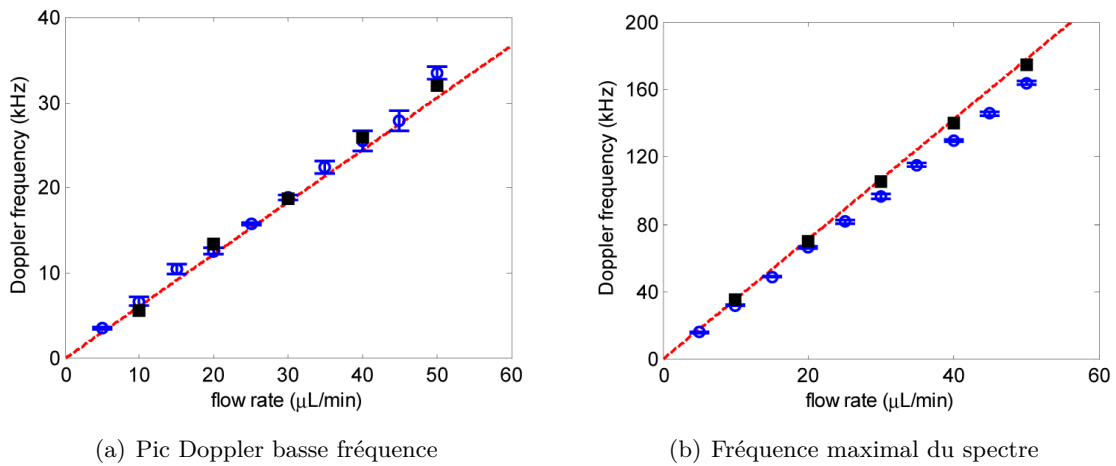 40
30
20
10
0
Doppler frequency (kHz)
0 10 20 30 40 50 60
flow rate (μL/min)
(a) Pic Doppler basse fréquence
200
160
120
80
40
0
Doppler frequency (kHz)
0 20 40 60
flow rate (μL/min)
(b) Fréquence maximal du spectre